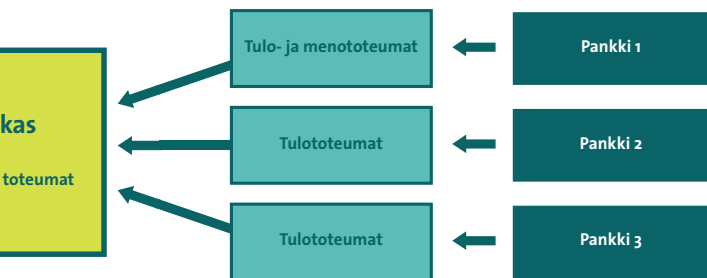 Tulo- ja menototeumat
Pankki 1
kas
toteumat
Tulototeumat
Pankki 2
Tulototeumat
Pankki 3